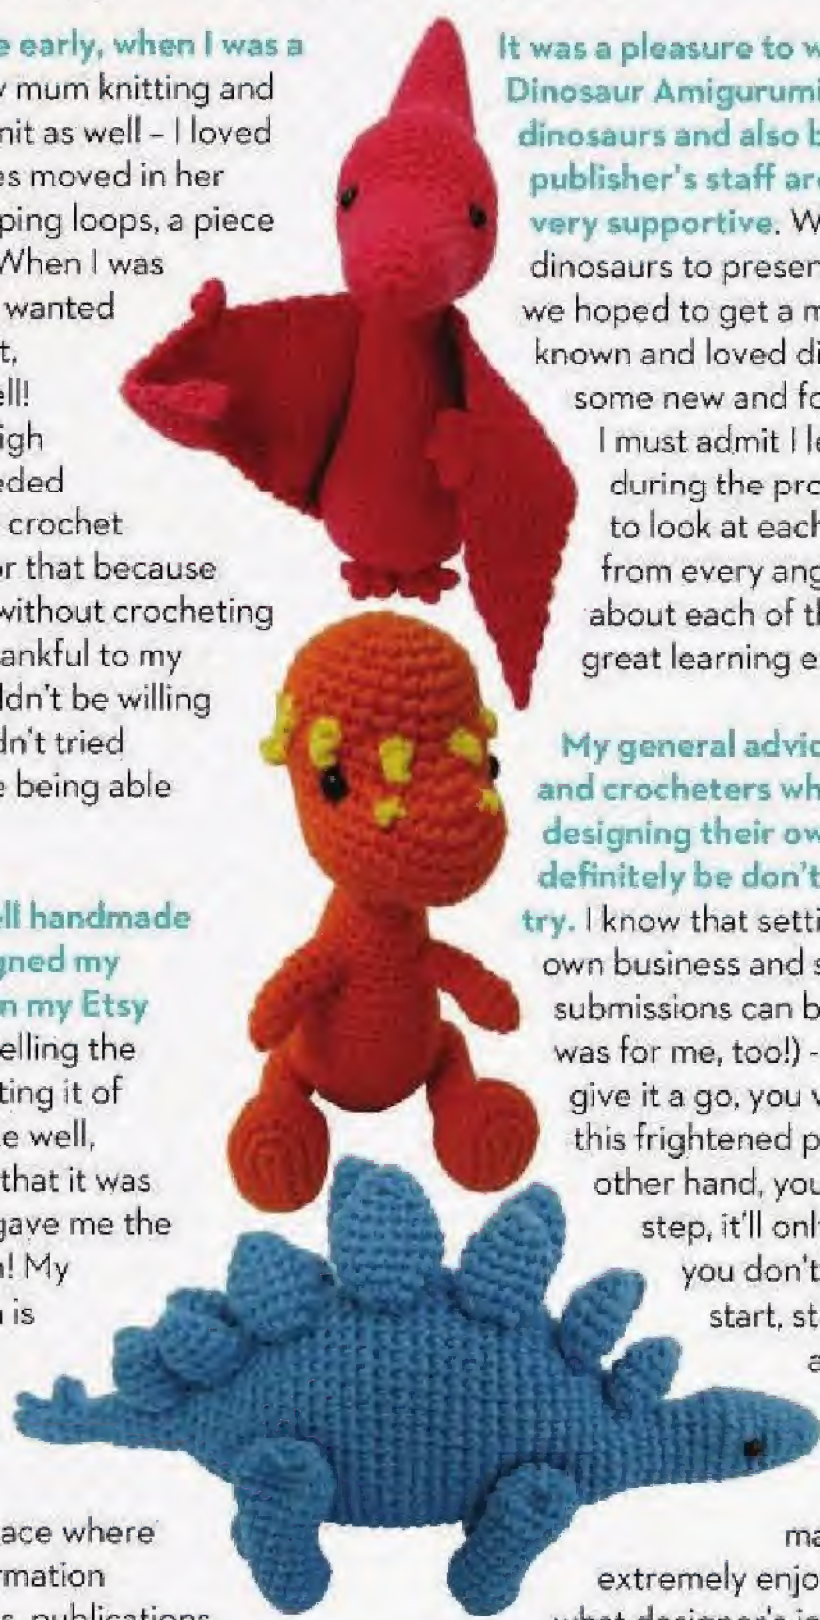 e early, when I was a
y mum knitting and
nit as well – I loved
es moved in her
ping loops, a piece
When I was
wanted
t,
ell!
igh
eded
crochet
or that because
without crocheting
ankful to my
ldn't be willing
dn't tried
e being able
ell handmade
gned my
n my Etsy
elling the
ting it of
e well,
that it was
gave me the
n! My
n is
ace where
rmation
s, publications
It was a pleasure to w
Dinosaur Amigurumi
dinosaurs and also b
publisher's staff are
very supportive. W
dinosaurs to presen
we hoped to get a m
known and loved di
some new and fo
I must admit I le
during the pro
to look at each
from every ang
about each of th
great learning e
My general advic
and crocheters wh
designing their ow
definitely be don't
try. I know that setti
own business and s
submissions can b
was for me, too!) -
give it a go, you v
this frightened p
other hand, you
step, it'll onl
you don't
start, st
a
ma
extremely enjo
what designer's i